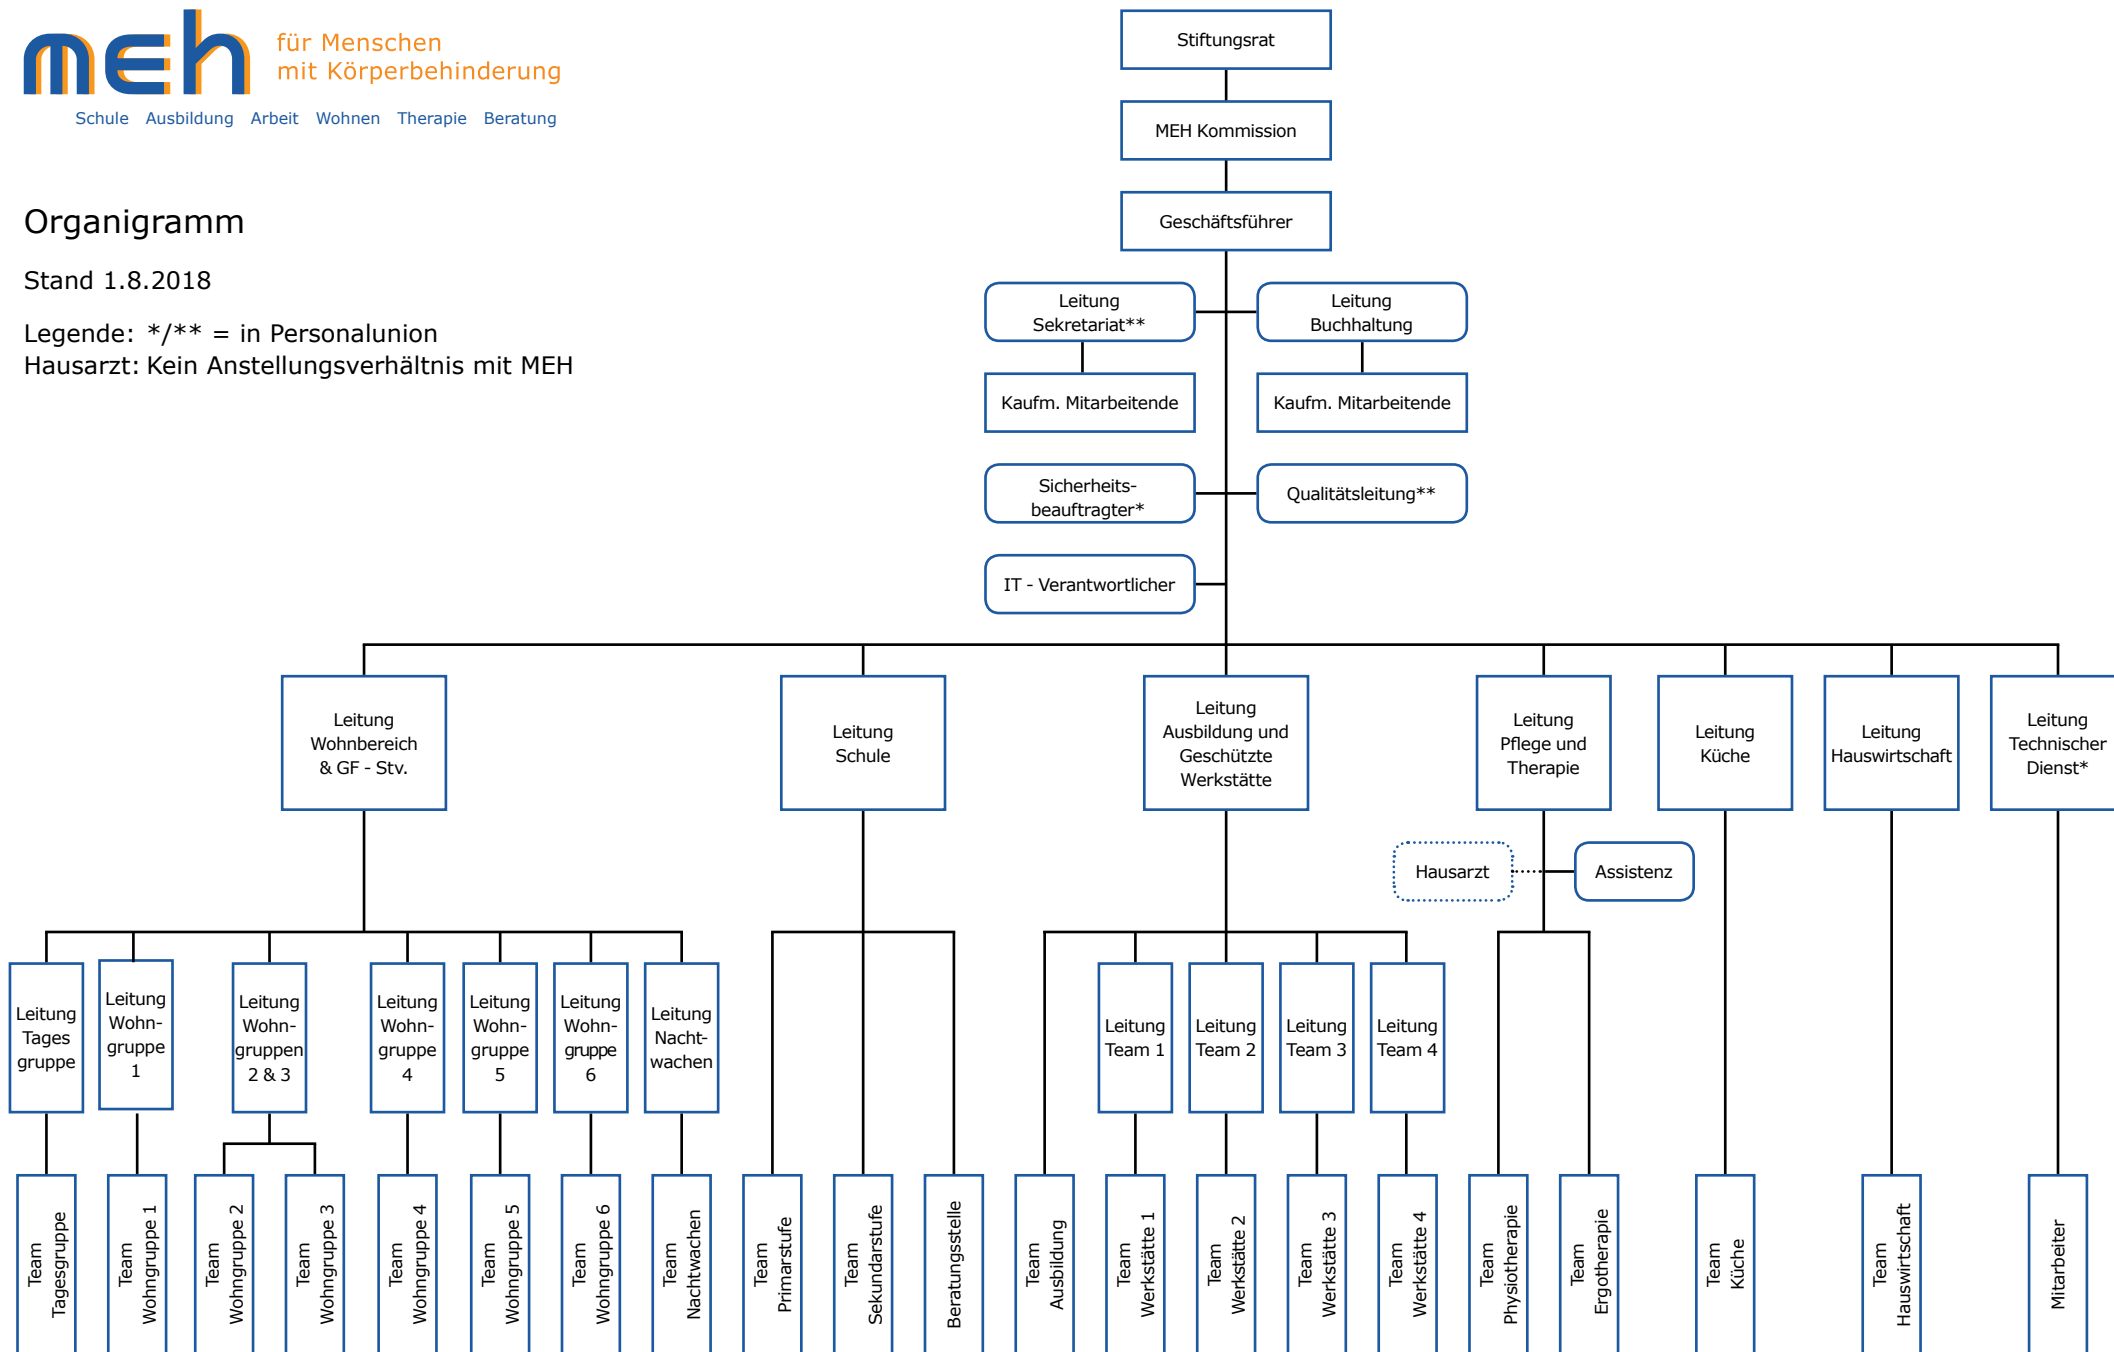 meh
für Menschen
mit Körperbehinderung
Schule Ausbildung Arbeit Wohnen Therapie Beratung
Organigramm
Stand 1.8.2018
Legende: */** = in Personalunion
Hausarzt: Kein Anstellungsverhältnis mit MEH
Stiftungsrat
MEH Kommission
Geschäftsführer
Leitung
Sekretariat**
Leitung
Buchhaltung
Kaufm. Mitarbeitende
Kaufm. Mitarbeitende
Sicherheits-
beauftragter*
Qualitätsleitung**
IT - Verantwortlicher
Leitung
Wohnbereich
& GF - Stv.
Leitung
Schule
Leitung
Ausbildung und
Geschützte
Werkstätte
Leitung
Pflege und
Therapie
Leitung
Küche
Leitung
Hauswirtschaft
Leitung
Technischer
Dienst*
Hausarzt
Assistenz
Leitung
Tages
gruppe
Leitung
Wohn-
gruppe
1
Leitung
Wohn-
gruppen
2 & 3
Leitung
Wohn-
gruppe
4
Leitung
Wohn-
gruppe
5
Leitung
Wohn-
gruppe
6
Leitung
Nacht-
wachen
Leitung
Team 1
Leitung
Team 2
Leitung
Team 3
Leitung
Team 4
Team
Tagesgruppe
Team
Wohngruppe 1
Team
Wohngruppe 2
Team
Wohngruppe 3
Team
Wohngruppe 4
Team
Wohngruppe 5
Team
Wohngruppe 6
Team
Nachtwachen
Team
Primarstufe
Team
Sekundarstufe
Beratungsstelle
Team
Ausbildung
Team
Werkstätte 1
Team
Werkstätte 2
Team
Werkstätte 3
Team
Werkstätte 4
Team
Physiotherapie
Team
Ergotherapie
Team
Küche
Team
Hauswirtschaft
Mitarbeiter